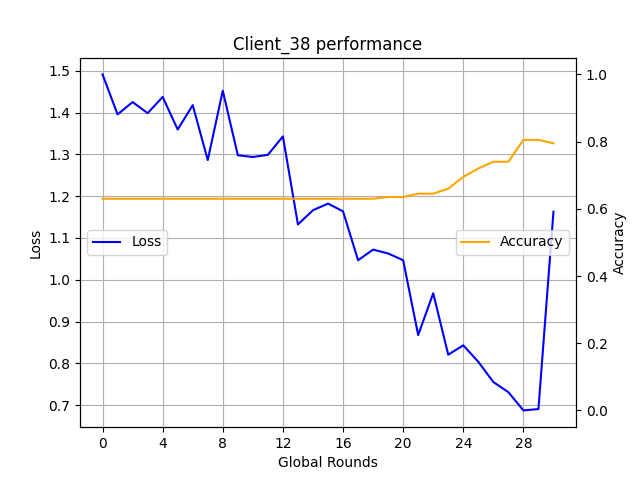 Client_38 performance
1.5
1.4
1.3
1.2
1.1
1.0
0.9
0.8
0.7
Loss
Loss
Accuracy
1.0
0.8
0.6
0.4
0.2
0.0
Accuracy
0 4 8 12 16 20 24 28
Global Rounds